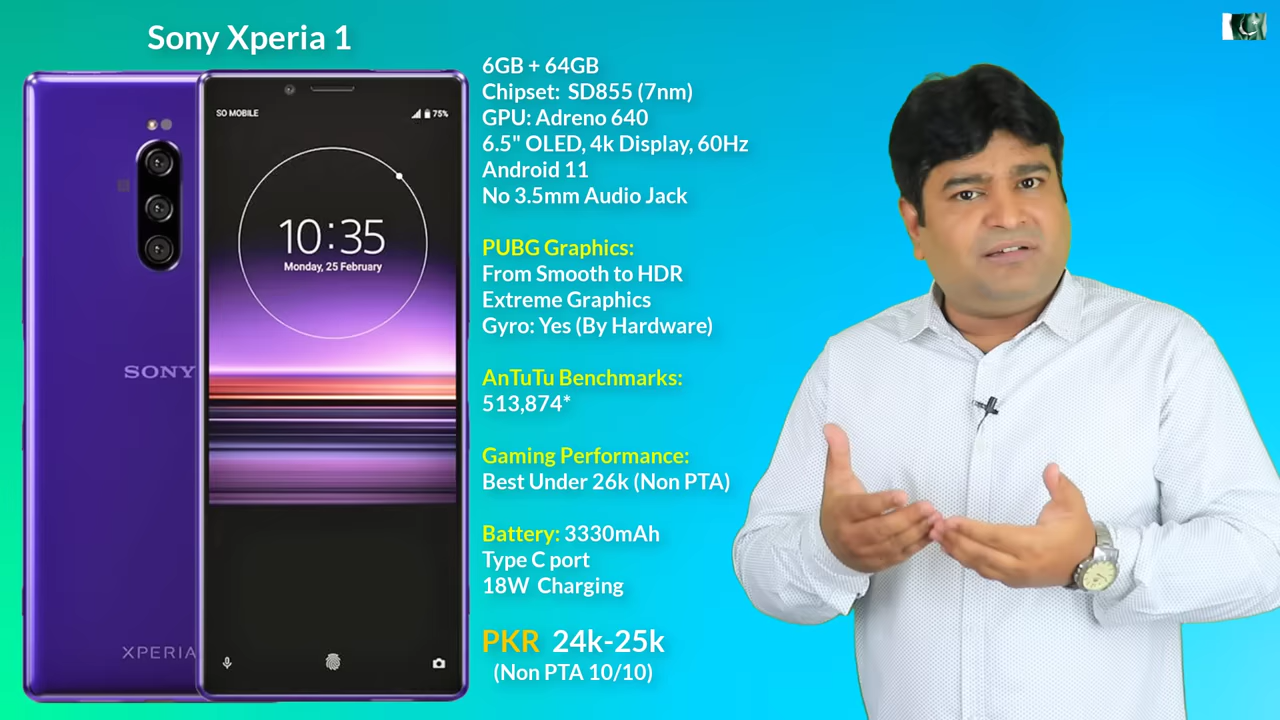 Sony Xperia 1
SO MOBILE
75%
10:35
Monday, 25 February
SONY
XPERIA
6GB + 64GB
Chipset: SD855 (7nm)
GPU: Adreno 640
6.5" OLED, 4k Display, 60Hz
Android 11
No 3.5mm Audio Jack
PUBG Graphics:
From Smooth to HDR
Extreme Graphics
Gyro: Yes (By Hardware)
AnTuTu Benchmarks:
513,874*
Gaming Performance:
Best Under 26k (Non PTA)
Battery: 3330mAh
Type C port
18W Charging
PKR 24k-25k
(Non PTA 10/10)